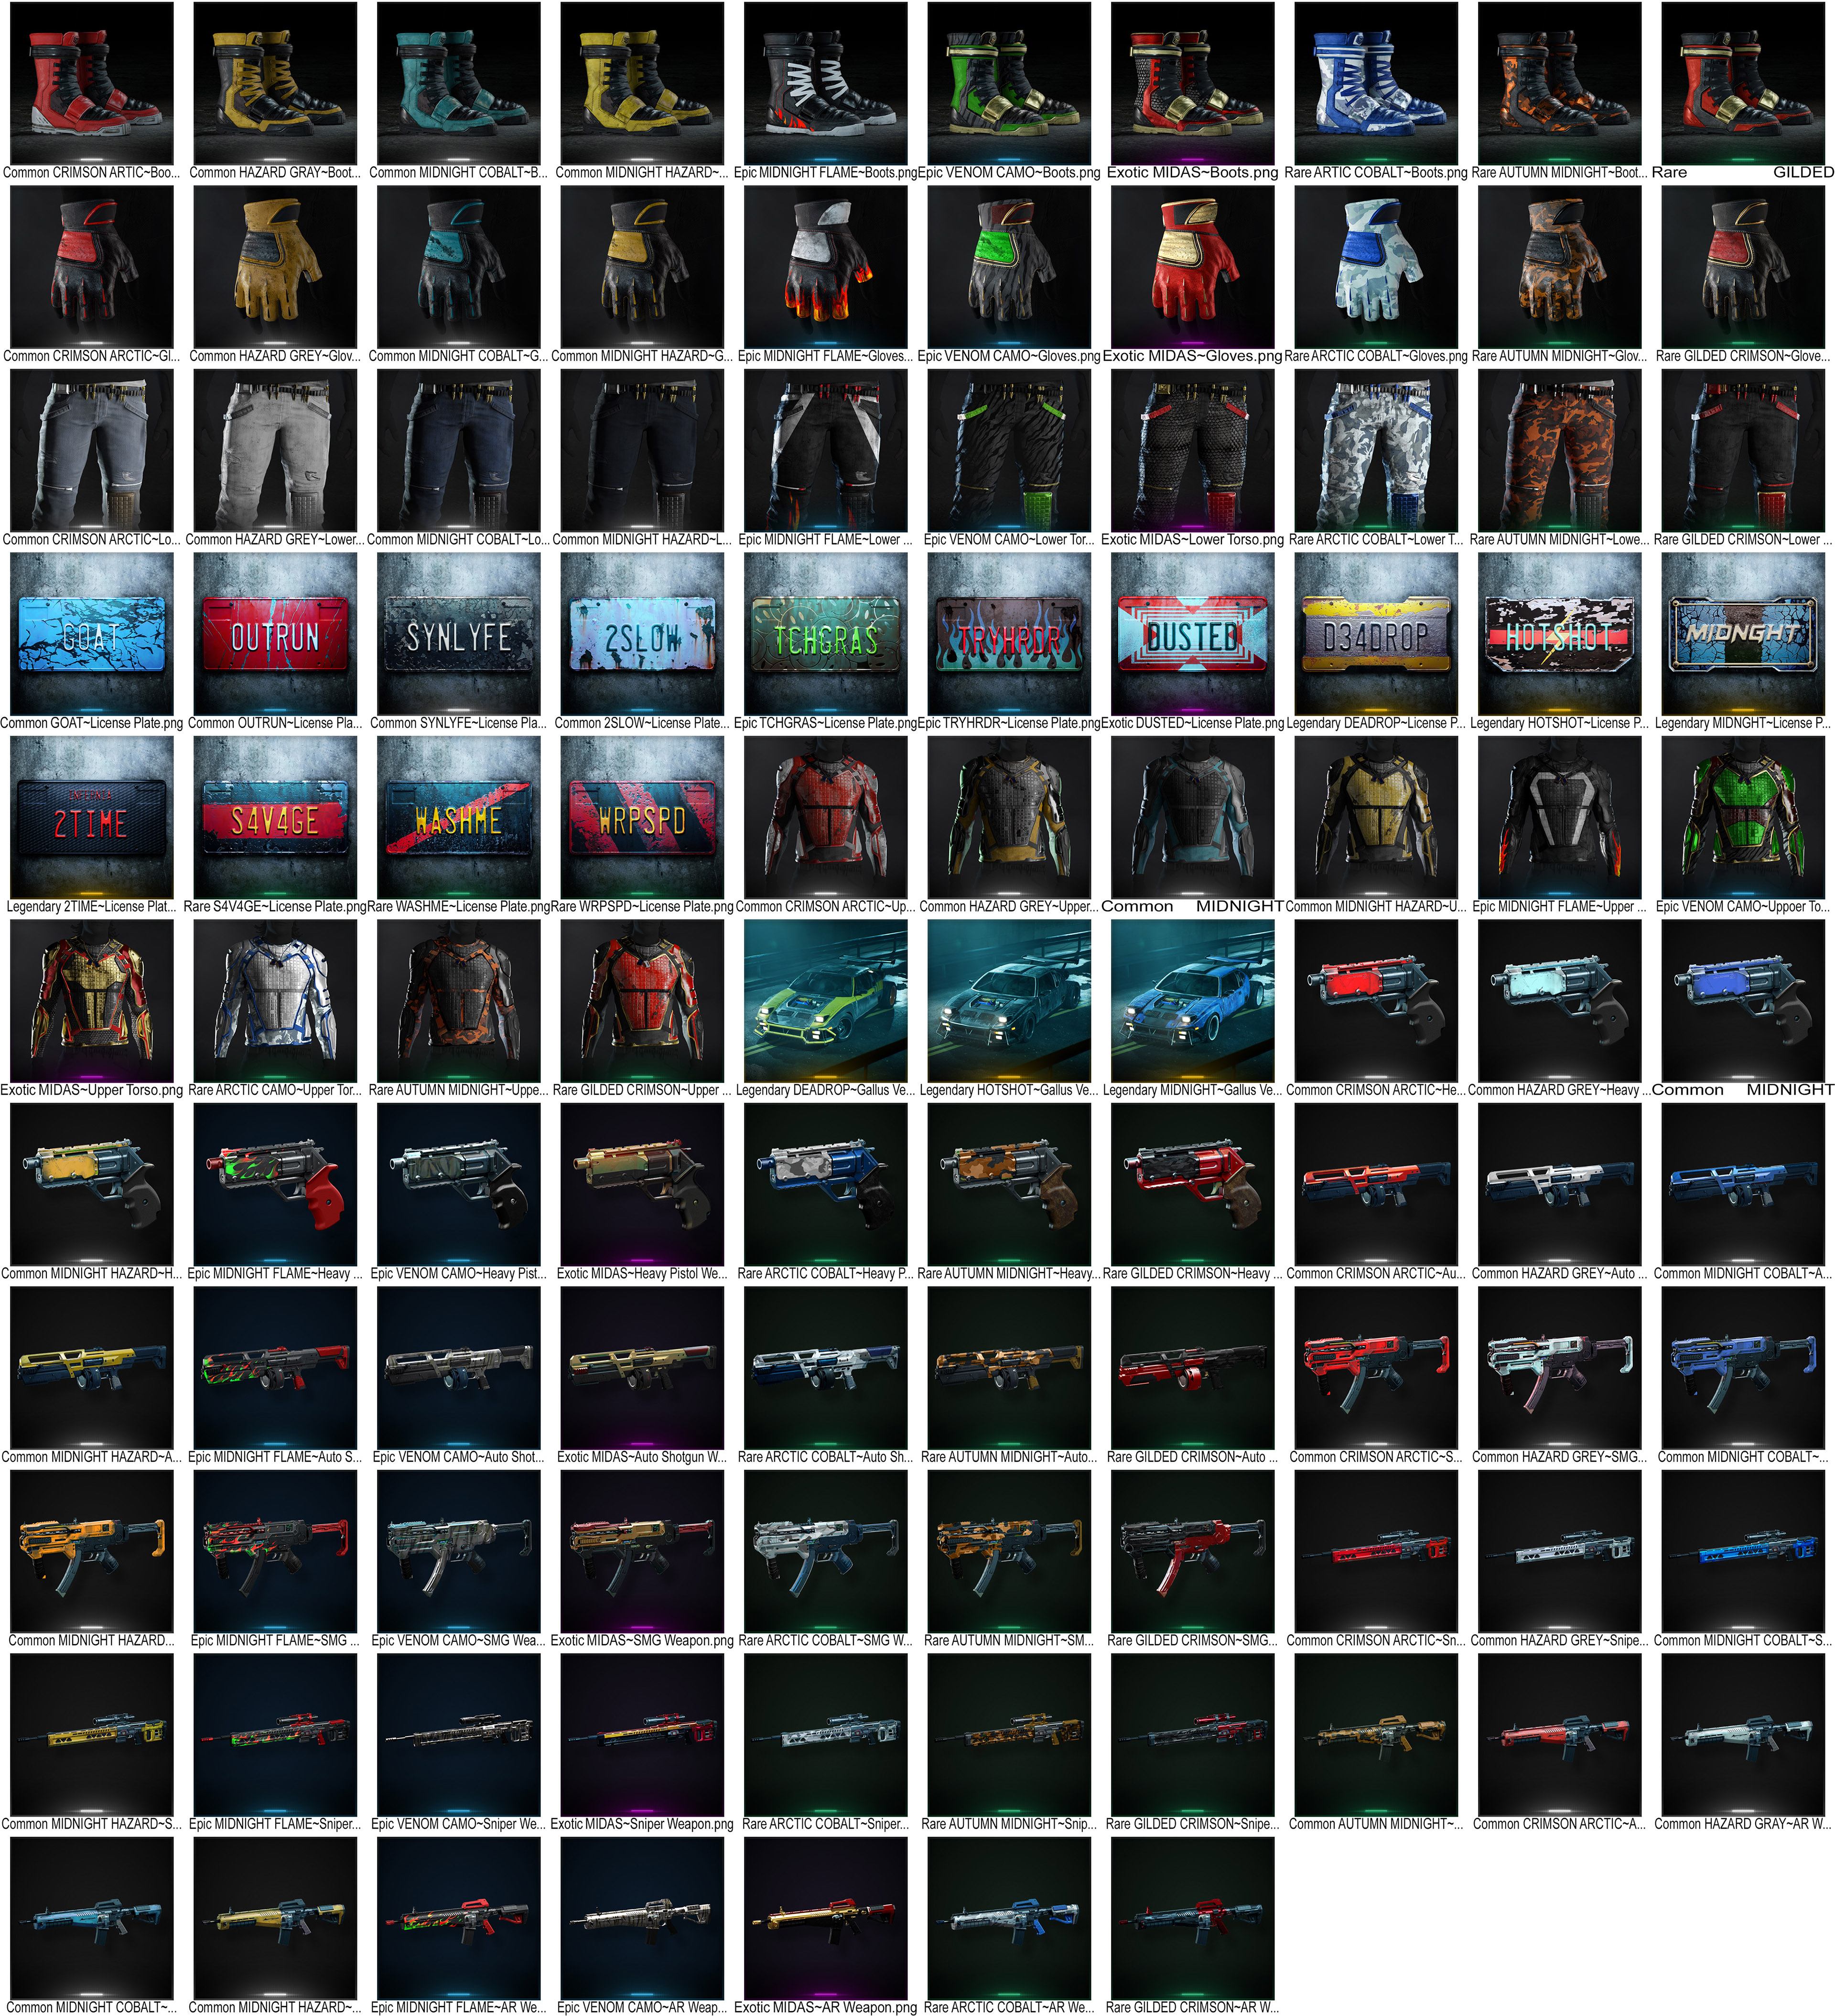 Common CRIMSON ARTIC~Boo...
Common HAZARD GRAY~Boot...
Common MIDNIGHT COBALT~B...
Common MIDNIGHT HAZARD~...
Epic MIDNIGHT FLAME~Boots.png
Epic VENOM CAMO~Boots.png
Exotic MIDAS~Boots.png
Rare ARTIC COBALT~Boots.png
Rare AUTUMN MIDNIGHT~Boot...
Rare GILDED
Common CRIMSON ARCTIC~Gl...
Common HAZARD GREY~Glov...
Common MIDNIGHT COBALT~G...
Common MIDNIGHT HAZARD~G...
Epic MIDNIGHT FLAME~Gloves...
Epic VENOM CAMO~Gloves.png
Exotic MIDAS~Gloves.png
Rare ARCTIC COBALT~Gloves.png
Rare AUTUMN MIDNIGHT~Glov...
Rare GILDED CRIMSON~Glove...
Common CRIMSON ARCTIC~Lo...
Common HAZARD GREY~Lower...
Common MIDNIGHT COBALT~Lo...
Common MIDNIGHT HAZARD~L...
Epic MIDNIGHT FLAME~Lower ...
Epic VENOM CAMO~Lower Tor...
Exotic MIDAS~Lower Torso.png
Rare ARCTIC COBALT~Lower T...
Rare AUTUMN MIDNIGHT~Lowe...
Rare GILDED CRIMSON~Lower ...
GOAT
OUTRUN
SYNLYFE
2SLOW
TCHGRAS
TRYHRDR
DUSTED
D34DROP
HOTSHOT
MIDNGHT
Common GOAT~License Plate.png
Common OUTRUN~License Pla...
Common SYNLYFE~License Pla...
Common 2SLOW~License Plate...
Epic TCHGRAS~License Plate.png
Epic TRYHRDR~License Plate.png
Exotic DUSTED~License Plate.png
Legendary DEADROP~License P...
Legendary HOTSHOT~License P...
Legendary MIDNGHT~License P...
2TIME
S4V4GE
WASHME
WRPSPD
Legendary 2TIME~License Plat...
Rare S4V4GE~License Plate.png
Rare WASHME~License Plate.png
Rare WRPSPD~License Plate.png
Common CRIMSON ARCTIC~Up...
Common HAZARD GREY~Upper...
Common MIDNIGHT
Common MIDNIGHT HAZARD~U...
Epic MIDNIGHT FLAME~Upper ...
Epic VENOM CAMO~Uppoer To...
Exotic MIDAS~Upper Torso.png
Rare ARCTIC CAMO~Upper Tor...
Rare AUTUMN MIDNIGHT~Uppe...
Rare GILDED CRIMSON~Upper ...
Legendary DEADROP~Gallus Ve...
Legendary HOTSHOT~Gallus Ve...
Legendary MIDNIGHT~Gallus Ve...
Common CRIMSON ARCTIC~He...
Common HAZARD GREY~Heavy ...
Common MIDNIGHT
Common MIDNIGHT HAZARD~H...
Epic MIDNIGHT FLAME~Heavy ...
Epic VENOM CAMO~Heavy Pist...
Exotic MIDAS~Heavy Pistol We...
Rare ARCTIC COBALT~Heavy P...
Rare AUTUMN MIDNIGHT~Heavy...
Rare GILDED CRIMSON~Heavy ...
Common CRIMSON ARCTIC~Au...
Common HAZARD GREY~Auto ...
Common MIDNIGHT COBALT~A...
Common MIDNIGHT HAZARD~A...
Epic MIDNIGHT FLAME~Auto S...
Epic VENOM CAMO~Auto Shot...
Exotic MIDAS~Auto Shotgun W...
Rare ARCTIC COBALT~Auto Sh...
Rare AUTUMN MIDNIGHT~Auto...
Rare GILDED CRIMSON~Auto ...
Common CRIMSON ARCTIC~S...
Common HAZARD GREY~SMG...
Common MIDNIGHT COBALT~...
Common MIDNIGHT HAZARD...
Epic MIDNIGHT FLAME~SMG ...
Epic VENOM CAMO~SMG Wea...
Exotic MIDAS~SMG Weapon.png
Rare ARCTIC COBALT~SMG W...
Rare AUTUMN MIDNIGHT~SM...
Rare GILDED CRIMSON~SMG...
Common CRIMSON ARCTIC~Sn...
Common HAZARD GREY~Snipe...
Common MIDNIGHT COBALT~S...
Common MIDNIGHT HAZARD~S...
Epic MIDNIGHT FLAME~Sniper...
Epic VENOM CAMO~Sniper We...
Exotic MIDAS~Sniper Weapon.png
Rare ARCTIC COBALT~Sniper...
Rare AUTUMN MIDNIGHT~Snip...
Rare GILDED CRIMSON~Snipe...
Common AUTUMN MIDNIGHT~...
Common CRIMSON ARCTIC~A...
Common HAZARD GRAY~AR W...
Common MIDNIGHT COBALT~...
Common MIDNIGHT HAZARD~...
Epic MIDNIGHT FLAME~AR We...
Epic VENOM CAMO~AR Weap...
Exotic MIDAS~AR Weapon.png
Rare ARCTIC COBALT~AR We...
Rare GILDED CRIMSON~AR W...